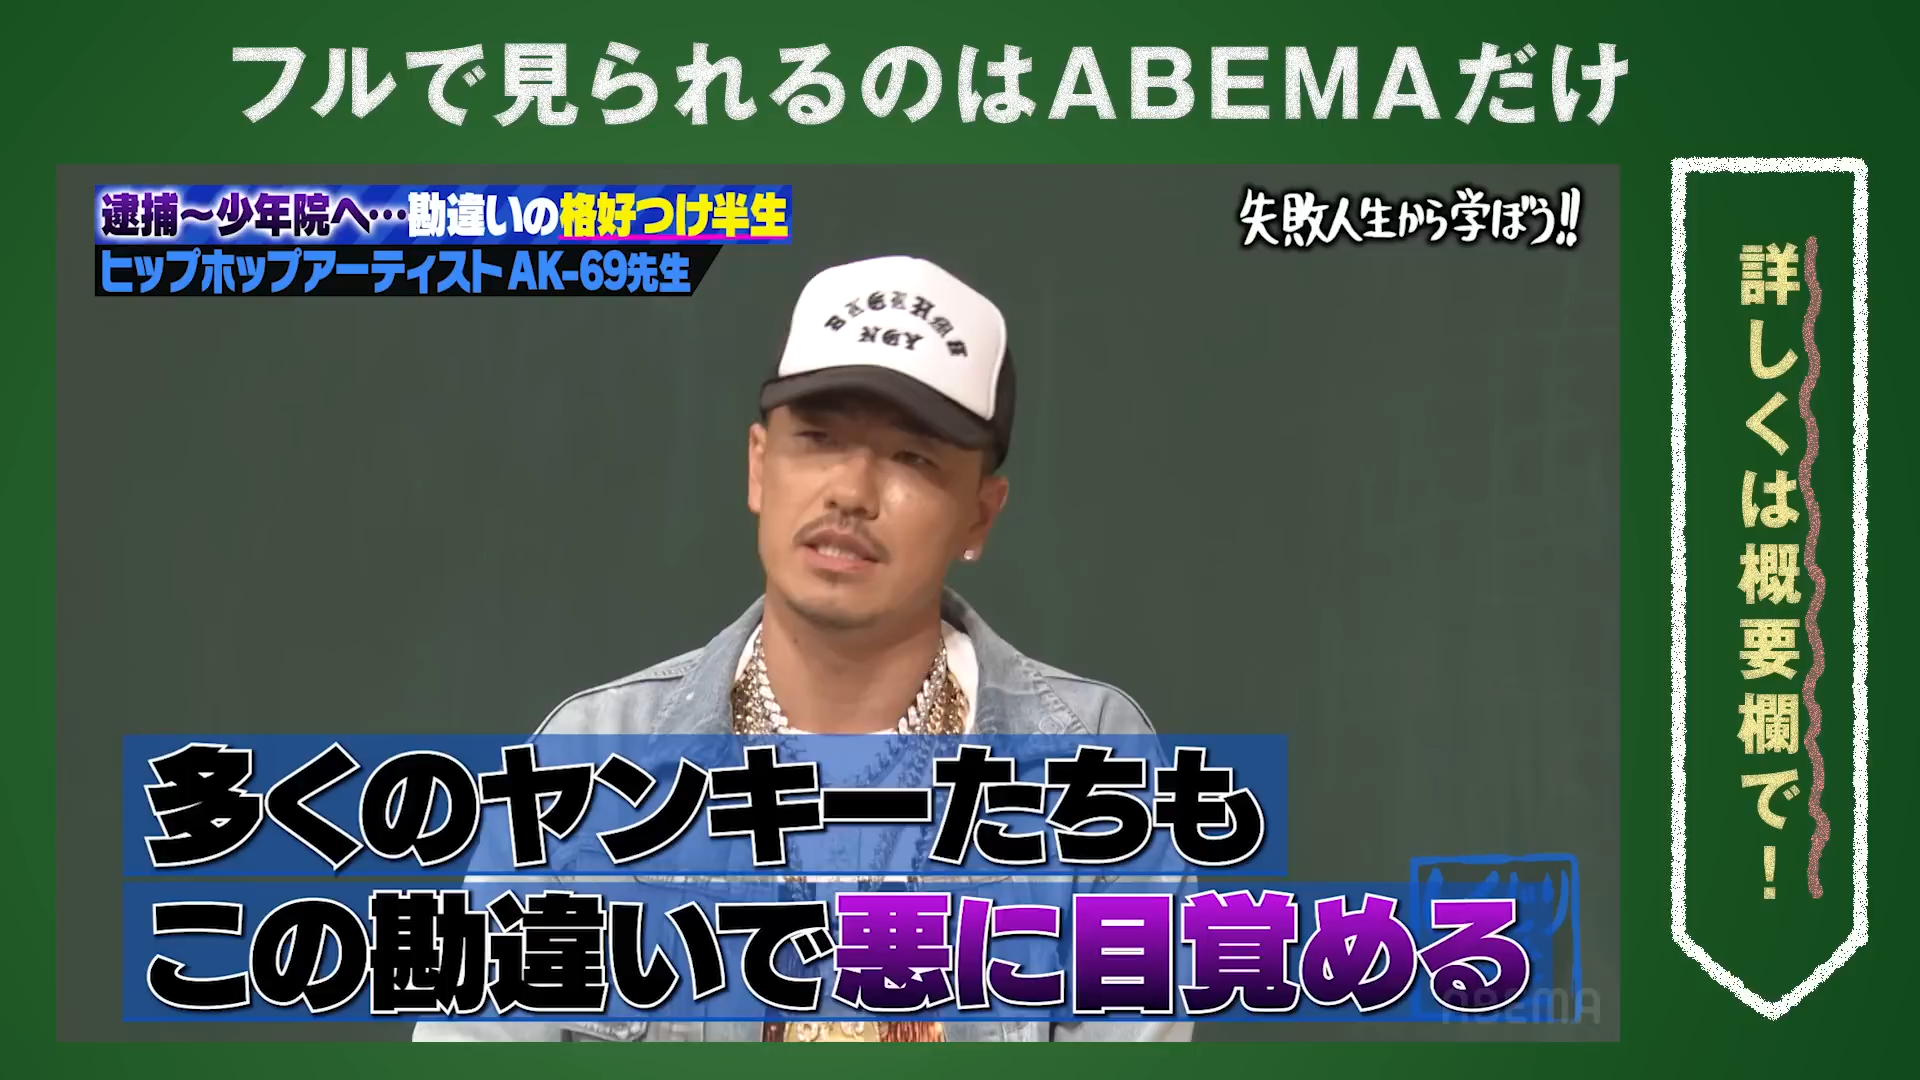 フルで見られるのはABEMAだけ
逮捕～少年院へ…勘違いの格好つけ半生
ヒップホップアーティストAK-69先生
失敗人生から学ぼう!!
詳しくは概要欄で！
多くのヤンキーたちも
この勘違いで悪に目覚める
ABEMA